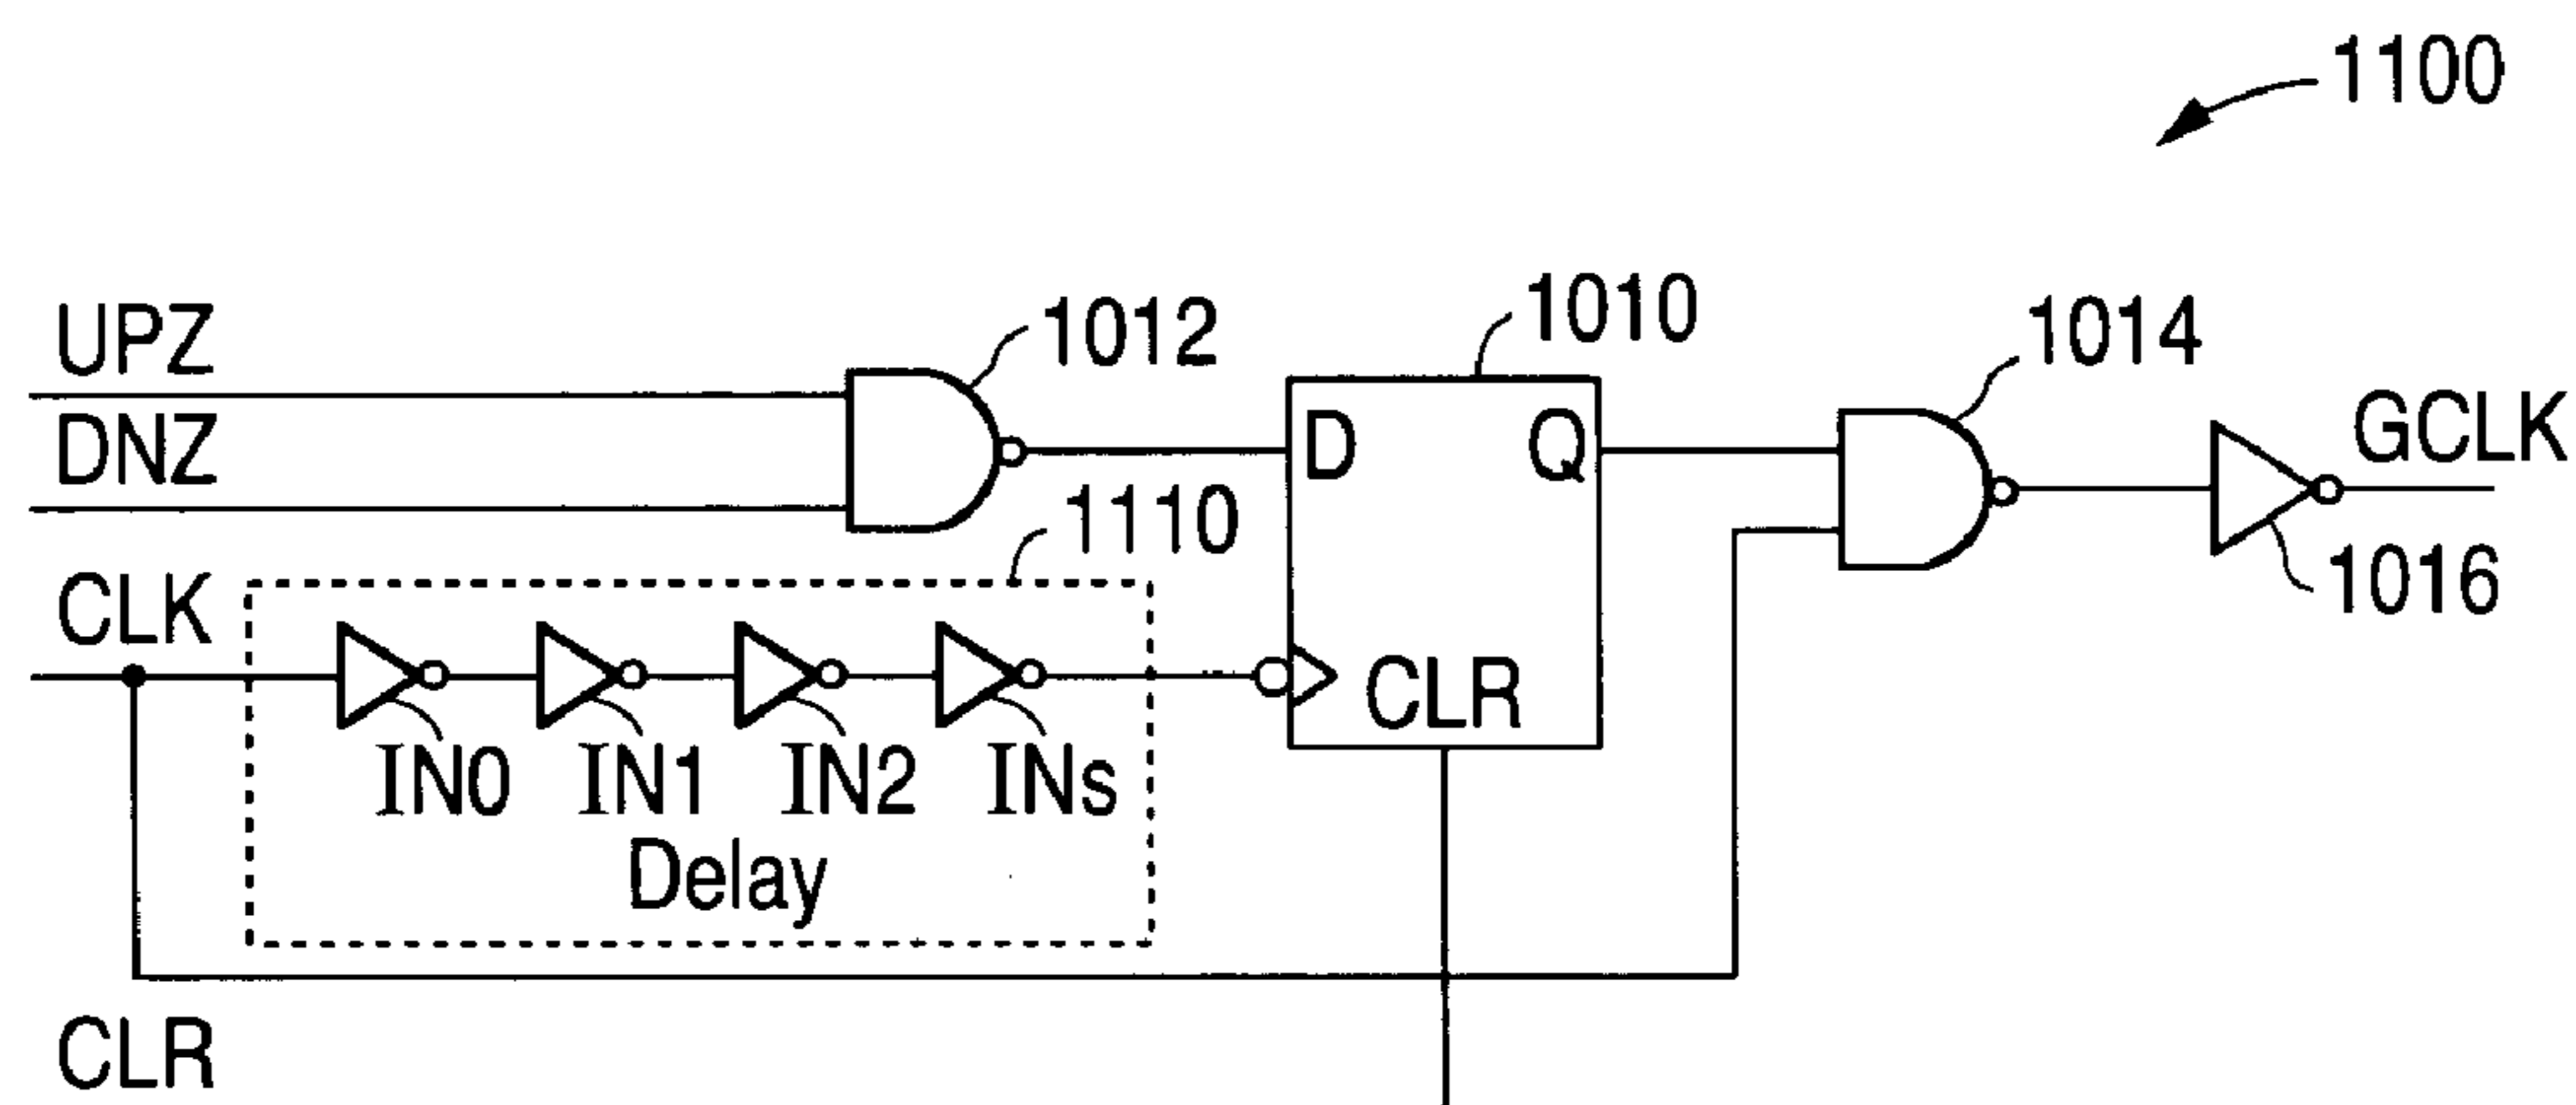 1100
UPZ
1012
1010
1014
DNZ
D
Q
GCLK
1110
CLK
1016
CLR
IN0
IN1
IN2
INs
Delay
CLR